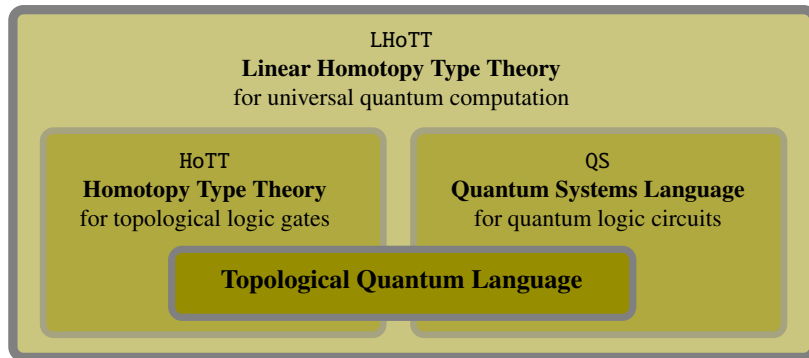 LHoTT
Linear Homotopy Type Theory
for universal quantum computation
HoTT
Homotopy Type Theory
for topological logic gates
QS
Quantum Systems Language
for quantum logic circuits
Topological Quantum Language